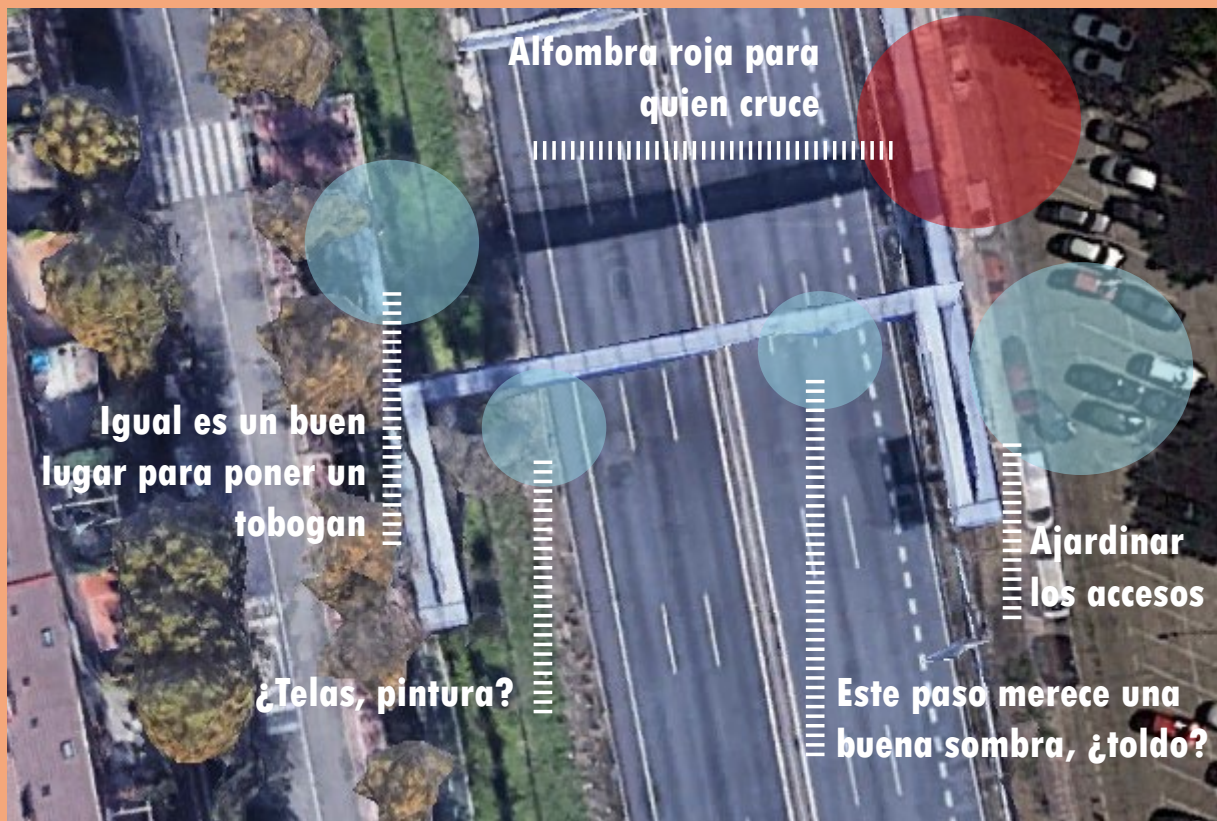 Alfombra roja para
quien cruce
Igual es un buen
lugar para poner un
tobogan
Ajardinar
los accesos
¿Telas, pintura?
Este paso merece una
buena sombra, ¿toldo?